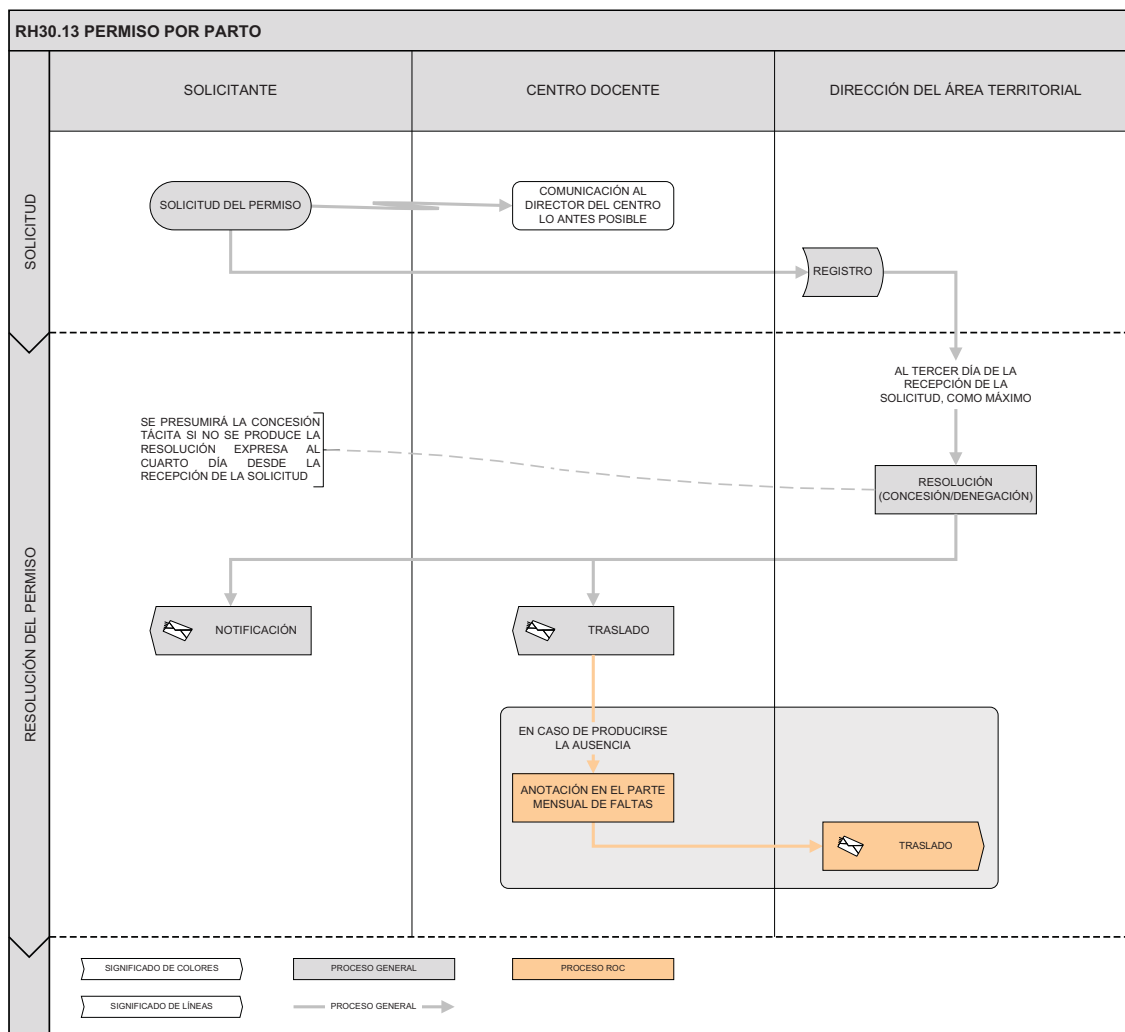 RH30.13 PERMISO POR PARTO
SOLICITANTE
CENTRO DOCENTE
DIRECCIÓN DEL ÁREA TERRITORIAL
SOLICITUD
SOLICITUD DEL PERMISO
COMUNICACIÓN AL
DIRECTOR DEL CENTRO
LO ANTES POSIBLE
REGISTRO
RESOLUCIÓN DEL PERMISO
AL TERCER DÍA DE LA
RECEPCIÓN DE LA
SOLICITUD, COMO MÁXIMO
SE PRESUMIRÁ LA CONCESIÓN
TÁCITA SI NO SE PRODUCE LA
RESOLUCIÓN EXPRESA AL
CUARTO DÍA DESDE LA
RECEPCIÓN DE LA SOLICITUD
RESOLUCIÓN
(CONCESIÓN/DENEGACIÓN)
NOTIFICACIÓN
TRASLADO
EN CASO DE PRODUCIRSE
LA AUSENCIA
ANOTACIÓN EN EL PARTE
MENSUAL DE FALTAS
TRASLADO
SIGNIFICADO DE COLORES
PROCESO GENERAL
PROCESO ROC
SIGNIFICADO DE LÍNEAS
PROCESO GENERAL